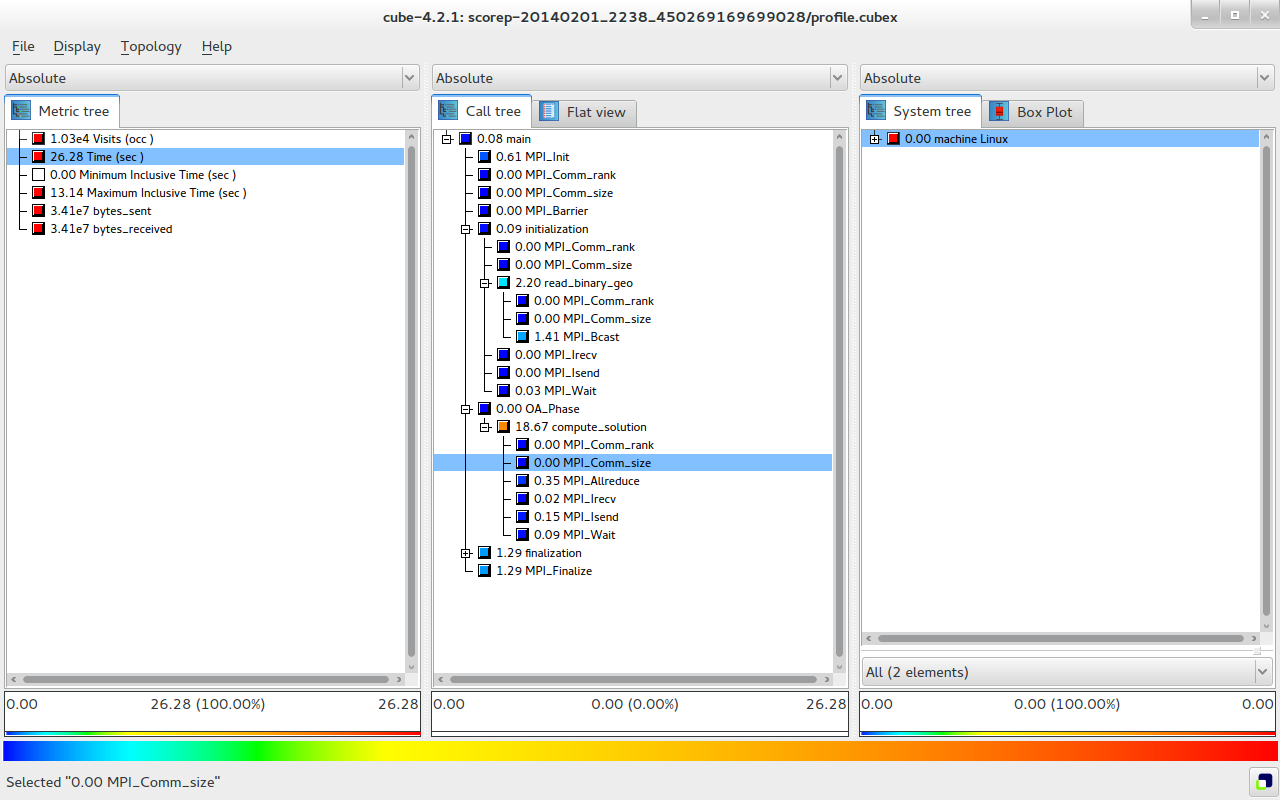 cube-4.2.1: scorep-20140201_2238_450269169699028/profile.cubex
File Display Topology Help
Absolute
Metric tree
1.03e4 Visits (occ )
26.28 Time (sec )
0.00 Minimum Inclusive Time (sec )
13.14 Maximum Inclusive Time (sec )
3.41e7 bytes_sent
3.41e7 bytes_received
0.00 26.28 (100.00%) 26.28
Absolute
Call tree Flat view
0.08 main
0.61 MPI_Init
0.00 MPI_Comm_rank
0.00 MPI_Comm_size
0.00 MPI_Barrier
0.09 initialization
0.00 MPI_Comm_rank
0.00 MPI_Comm_size
2.20 read_binary_geo
0.00 MPI_Comm_rank
0.00 MPI_Comm_size
1.41 MPI_Bcast
0.00 MPI_Irecv
0.00 MPI_Isend
0.03 MPI_Wait
0.00 OA_Phase
18.67 compute_solution
0.00 MPI_Comm_rank
0.00 MPI_Comm_size
0.35 MPI_Allreduce
0.02 MPI_Irecv
0.15 MPI_Isend
0.09 MPI_Wait
1.29 finalization
1.29 MPI_Finalize
0.00 0.00 (0.00%) 26.28
Absolute
System tree Box Plot
0.00 machine Linux
All (2 elements)
0.00 0.00 (100.00%) 0.00
Selected "0.00 MPI_Comm_size"